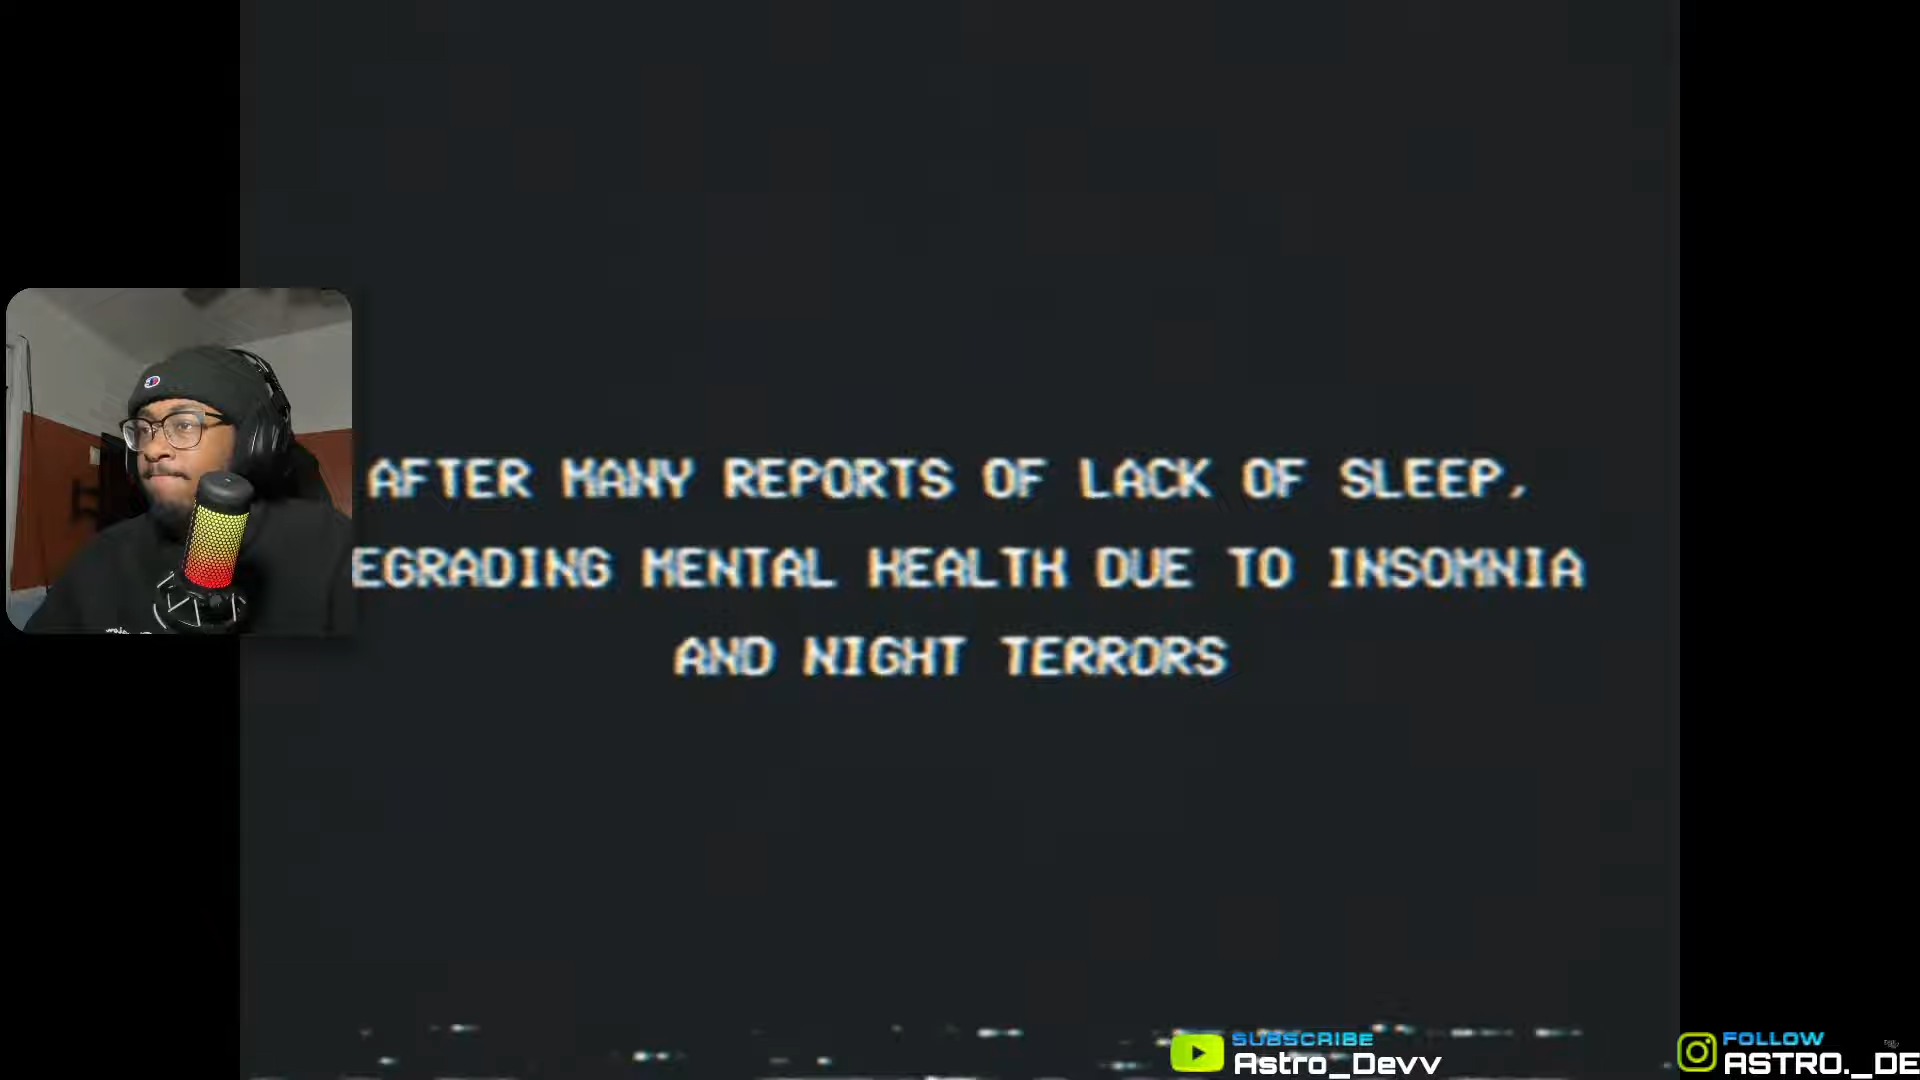 AFTER MANY REPORTS OF LACK OF SLEEP,
EGRADING MENTAL HEALTH DUE TO INSOMNIA
AND NIGHT TERRORS
SUBSCRIBE
Astro_Devv
FOLLOW
ASTRO._DE